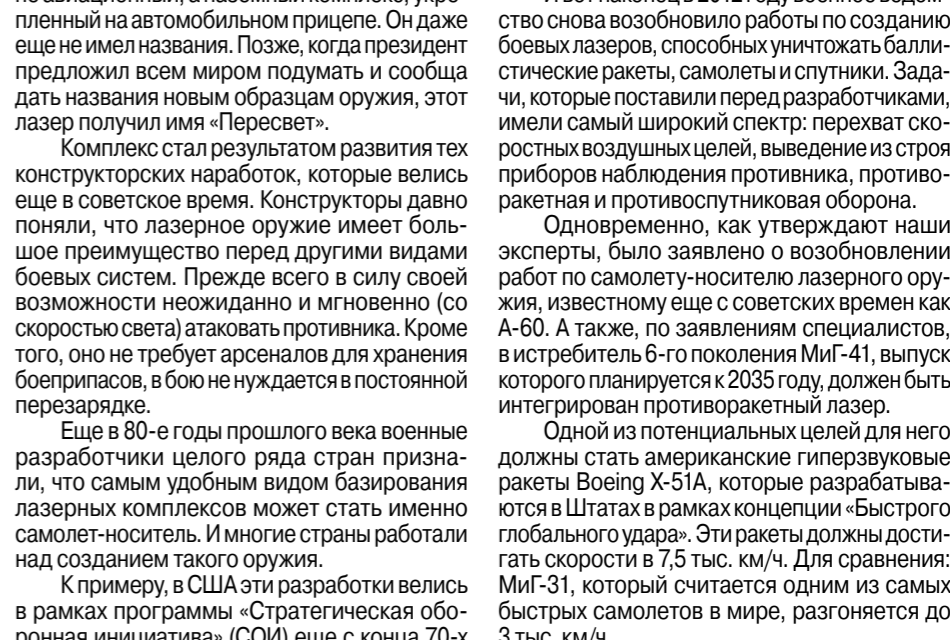 пленный на автомобильном прицепе. Он даже
еще не имел названия. Позже, когда президент
предложил всем миром подумать и сообща
дать названия новым образцам оружия, этот
лазер получил имя «Пересвет».
Комплекс стал результатом развития тех
конструкторских наработок, которые велись
еще в советское время. Конструкторы давно
поняли, что лазерное оружие имеет боль-
шое преимущество перед другими видами
боевых систем. Прежде всего в силу своей
возможности неожиданно и мгновенно (со
скоростью света) атаковать противника. Кроме
того, оно не требует арсеналов для хранения
боеприпасов, в бою не нуждается в постоянной
перезарядке.
Еще в 80-е годы прошлого века военные
разработчики целого ряда стран призна-
ли, что самым удобным видом базирования
лазерных комплексов может стать именно
самолет-носитель. И многие страны работали
над созданием такого оружия.
К примеру, в США эти разработки велись
в рамках программы «Стратегическая обо-
ронная инициатива» (СОИ) еще с конца 70-х
ство снова возобновило работы по созданию
боевых лазеров, способных уничтожать балли-
стические ракеты, самолеты и спутники. Зада-
чи, которые поставили перед разработчиками,
имели самый широкий спектр: перехват ско-
ростных воздушных целей, выведение из строя
приборов наблюдения противника, противо-
ракетная и противоспутниковая оборона.
Одновременно, как утверждают наши
эксперты, было заявлено о возобновлении
работ по самолету-носителю лазерного ору-
жия, известному еще с советских времен как
А-60. А также, по заявлениям специалистов,
в истребитель 6-го поколения МиГ-41, выпуск
которого планируется к 2035 году, должен быть
интегрирован противоракетный лазер.
Одной из потенциальных целей для него
должны стать американские гиперзвуковые
ракеты Boeing X-51A, которые разрабатыва-
ются в Штатах в рамках концепции «Быстрого
глобального удара». Эти ракеты должны дости-
гать скорости в 7,5 тыс. км/ч. Для сравнения:
МиГ-31, который считается одним из самых
быстрых самолетов в мире, разгоняется до
3 тыс. км/ч.